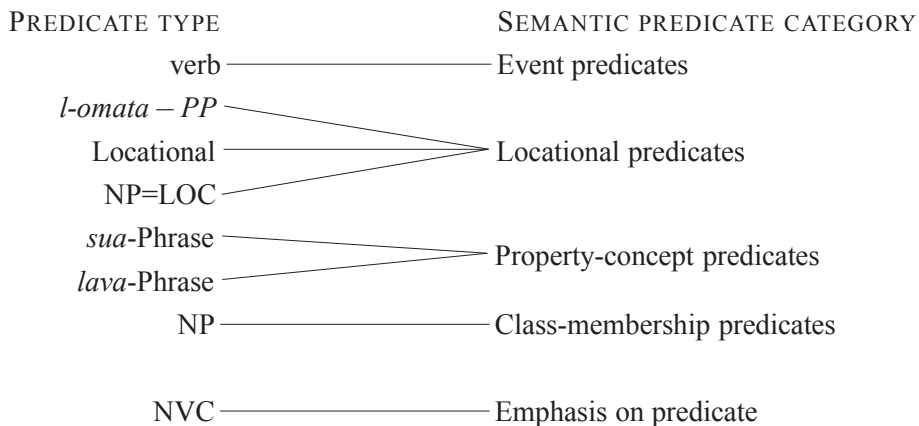 PREDICATE TYPE SEMANTIC PREDICATE CATEGORY
verb Event predicates
l-omata – PP
Locational Locational predicates
NP=LOC
sua-Phrase
Property-concept predicates
lava-Phrase
NP Class-membership predicates
NVC Emphasis on predicate